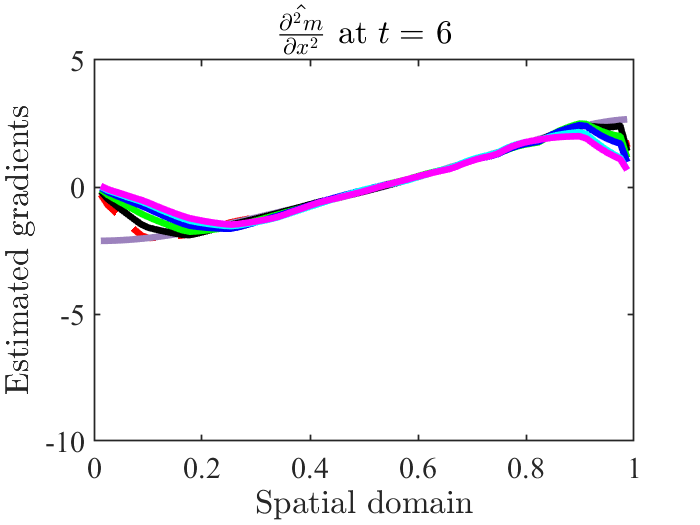 ∂²m̂/∂x² at t = 6
Estimated gradients
5
0
-5
-10
0 0.2 0.4 0.6 0.8 1
Spatial domain